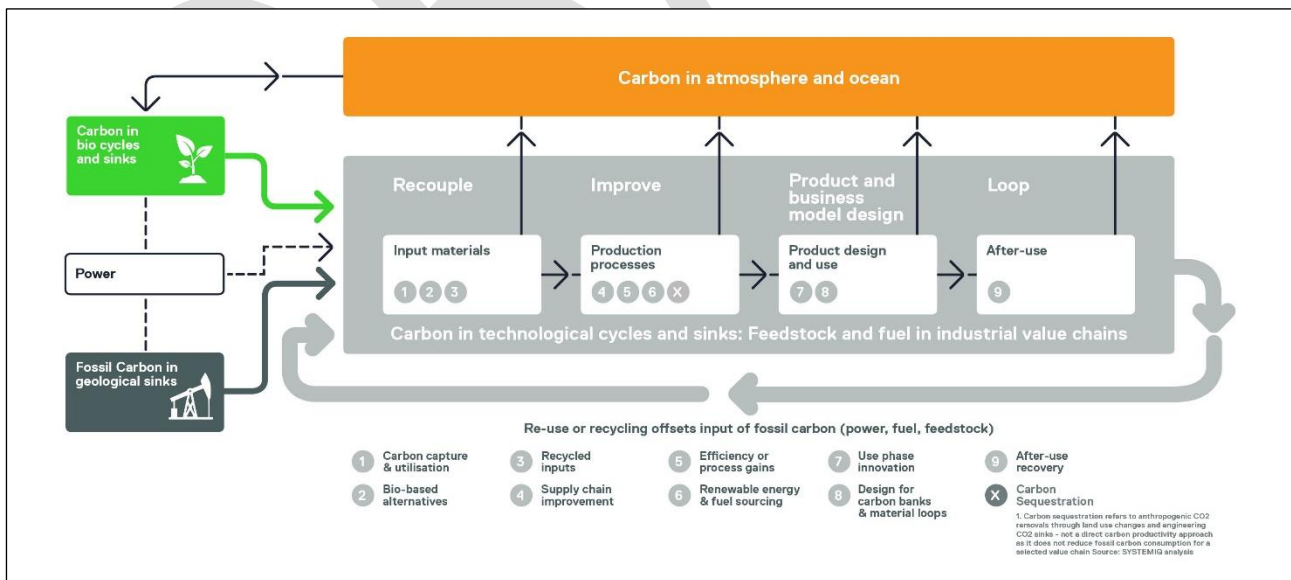 Carbon in atmosphere and ocean
Carbon in
bio cycles
and sinks
Power
Fossil Carbon in
geological sinks
Recouple
Improve
Product and
business
model design
Loop
Input materials
1 2 3
Production
processes
4 5 6 X
Product design
and use
7 8
After-use
9
Carbon in technological cycles and sinks: Feedstock and fuel in industrial value chains
Re-use or recycling offsets input of fossil carbon (power, fuel, feedstock)
1 Carbon capture
& utilisation
2 Bio-based
alternatives
3 Recycled
inputs
4 Supply chain
improvement
5 Efficiency or
process gains
6 Renewable energy
& fuel sourcing
7 Use phase
innovation
8 Design for
carbon banks
& material loops
9 After-use
recovery
X Carbon
Sequestration
1. Carbon sequestration refers to anthropogenic CO2
removals through land use changes and engineering
CO2 sinks - not a direct carbon productivity approach
as it does not reduce fossil carbon consumption for a
selected value chain Source: SYSTEMIQ analysis